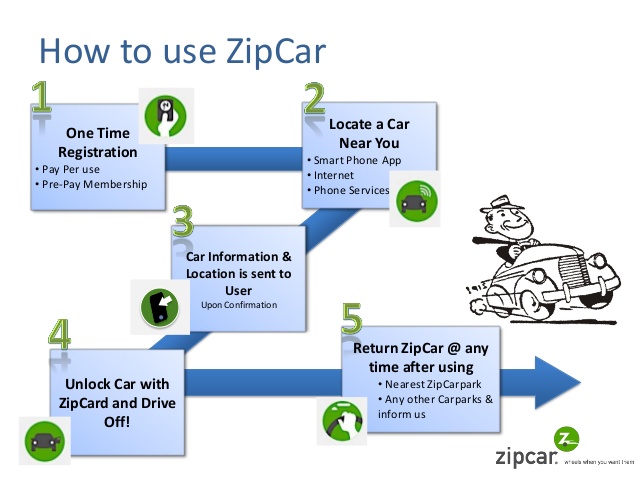 How to use ZipCar
1
One Time
Registration
• Pay Per use
• Pre-Pay Membership
2
Locate a Car
Near You
• Smart Phone App
• Internet
• Phone Services
3
Car Information &
Location is sent to
User
Upon Confirmation
4
Unlock Car with
ZipCard and Drive
Off!
5
Return ZipCar @ any
time after using
• Nearest ZipCarpark
• Any other Carparks &
inform us
zipcar.
wheels when you want them